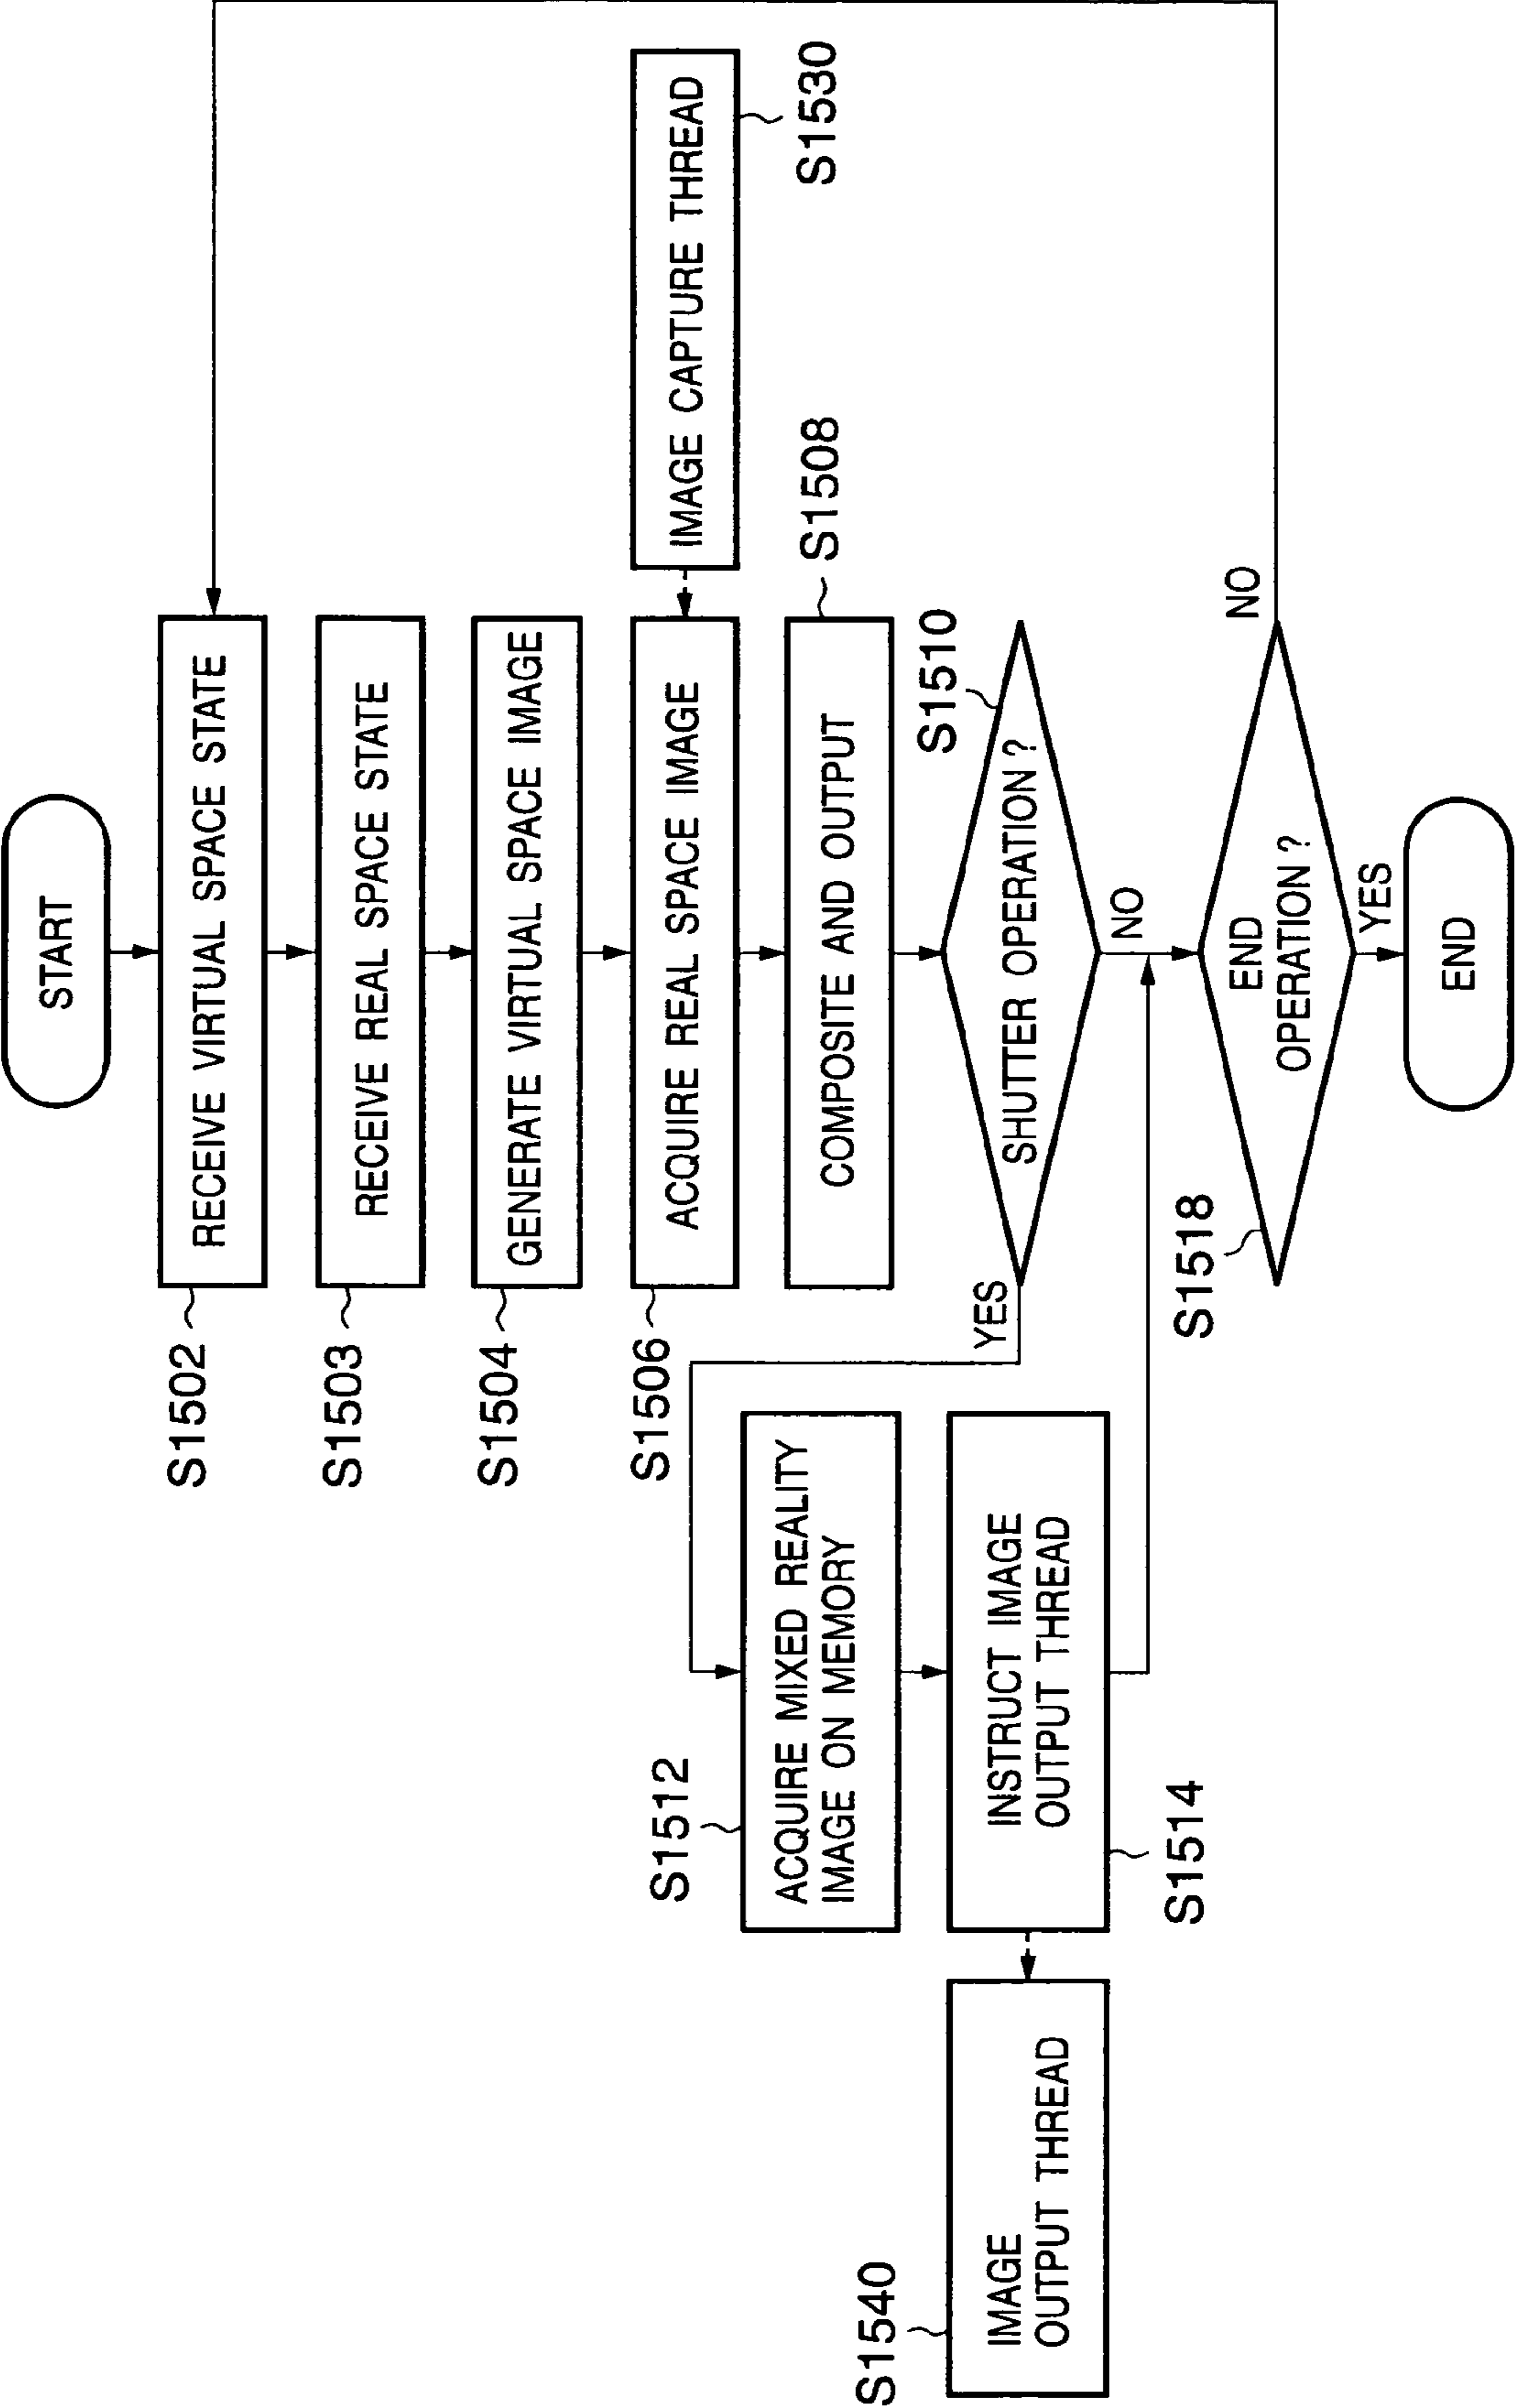 START
S1502
RECEIVE VIRTUAL SPACE STATE
S1503
RECEIVE REAL SPACE STATE
S1504
GENERATE VIRTUAL SPACE IMAGE
S1506
ACQUIRE REAL SPACE IMAGE
IMAGE CAPTURE THREAD
S1530
COMPOSITE AND OUTPUT
S1508
S1510
SHUTTER OPERATION ?
YES
NO
S1512
ACQUIRE MIXED REALITY
IMAGE ON MEMORY
S1540
IMAGE
OUTPUT THREAD
INSTRUCT IMAGE
OUTPUT THREAD
S1514
S1518
END
OPERATION ?
NO
YES
END